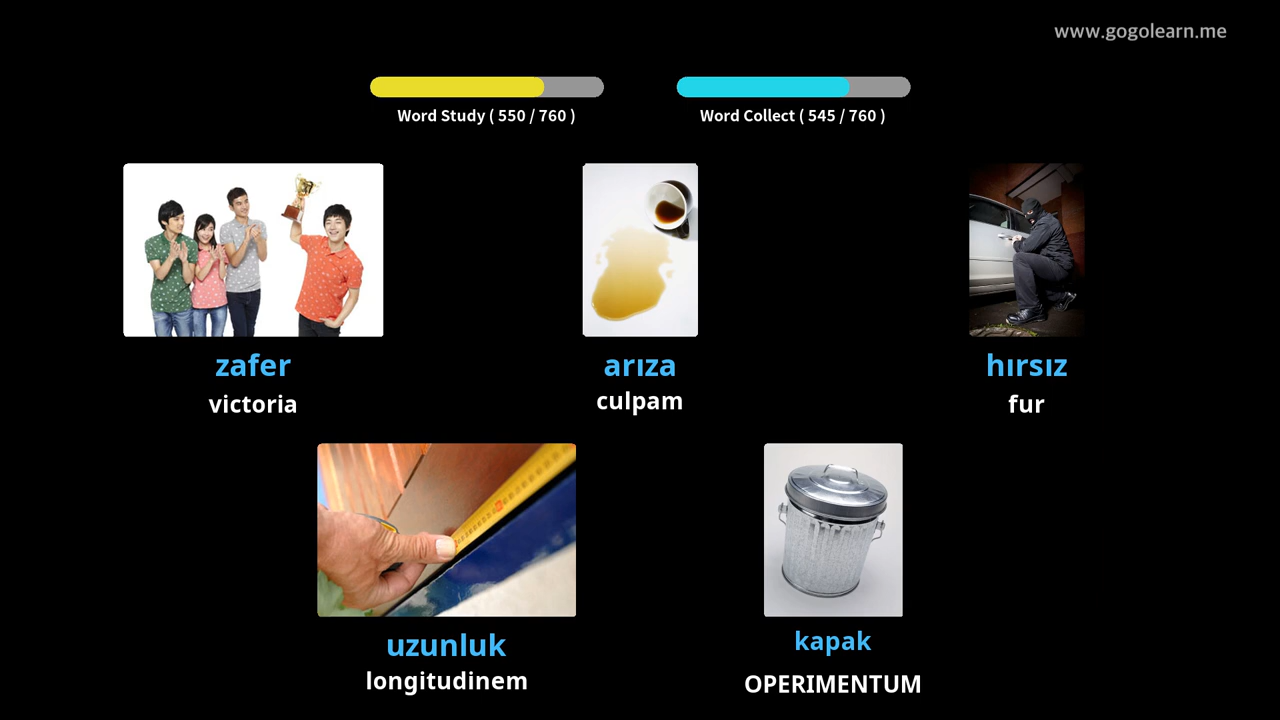 www.gogolearn.me
Word Study ( 550 / 760 )
Word Collect ( 545 / 760 )
zafer
victoria
arıza
culpam
hırsız
fur
uzunluk
longitudinem
kapak
OPERIMENTUM